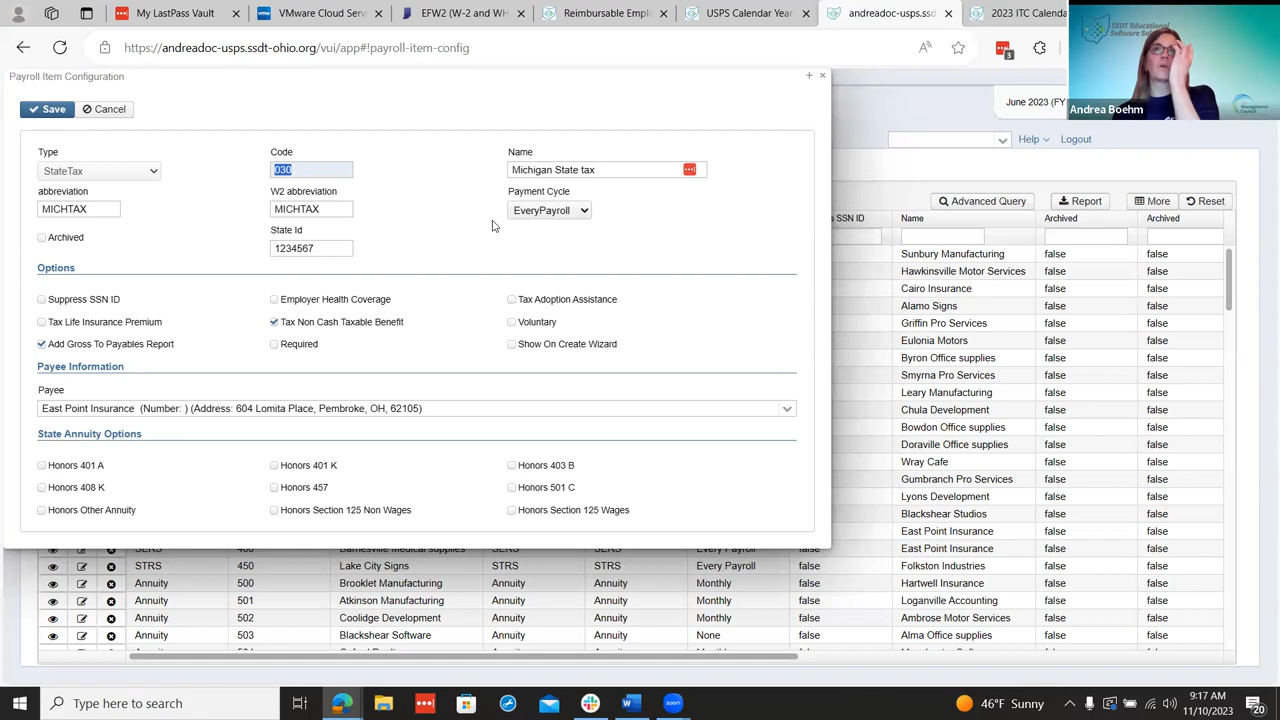 My LastPass Vault
VMware Cloud Serv
EFW2 (W-2 and WH
Reimbursable Emplo
USPS Calendar Year
andreadoc-usps.ssd
2023 ITC Calenda
https://andreadoc-usps.ssdt-ohio.org/vui/app#!payroll-item-config
SSDT Educational
Andrea Boehm
Payroll Item Configuration
June 2023 (FY
Save
Cancel
Help
Logout
Type
Code
Name
StateTax
030
Michigan State tax
abbreviation
W2 abbreviation
Payment Cycle
MICHTAX
MICHTAX
EveryPayroll
State Id
Archived
1234567
Options
Suppress SSN ID
Employer Health Coverage
Tax Adoption Assistance
Tax Life Insurance Premium
Tax Non Cash Taxable Benefit
Voluntary
Add Gross To Payables Report
Required
Show On Create Wizard
Payee Information
Payee
East Point Insurance (Number: ) (Address: 604 Lomita Place, Pembroke, OH, 62105)
State Annuity Options
Honors 401 A
Honors 401 K
Honors 403 B
Honors 408 K
Honors 457
Honors 501 C
Honors Other Annuity
Honors Section 125 Non Wages
Honors Section 125 Wages
Advanced Query
Report
More
Reset
SSN ID Name Archived Archived
Sunbury Manufacturing false false
Hawkinsville Motor Services false false
Cairo Insurance false false
Alamo Signs false false
Griffin Pro Services false false
Eulonia Motors false false
Byron Office supplies false false
Smyrna Pro Services false false
Leary Manufacturing false false
Chula Development false false
Bowdon Office supplies false false
Doraville Office supplies false false
Wray Cafe false false
Gumbranch Pro Services false false
Lyons Development false false
Blackshear Studios false false
East Point Insurance false false
SERS 400 Barnesville Medical supplies SERS SERS Every Payroll false East Point Insurance false false
STRS 450 Lake City Signs STRS STRS Every Payroll false Folkston Industries false false
Annuity 500 Brooklet Manufacturing Annuity Annuity Monthly false Hartwell Insurance false false
Annuity 501 Atkinson Manufacturing Annuity Annuity Monthly false Loganville Accounting false false
Annuity 502 Coolidge Development Annuity Annuity Monthly false Ambrose Motor Services false false
Annuity 503 Blackshear Software Annuity Annuity None false Alma Office supplies false false
Type here to search
46°F Sunny
9:17 AM
11/10/2023
20